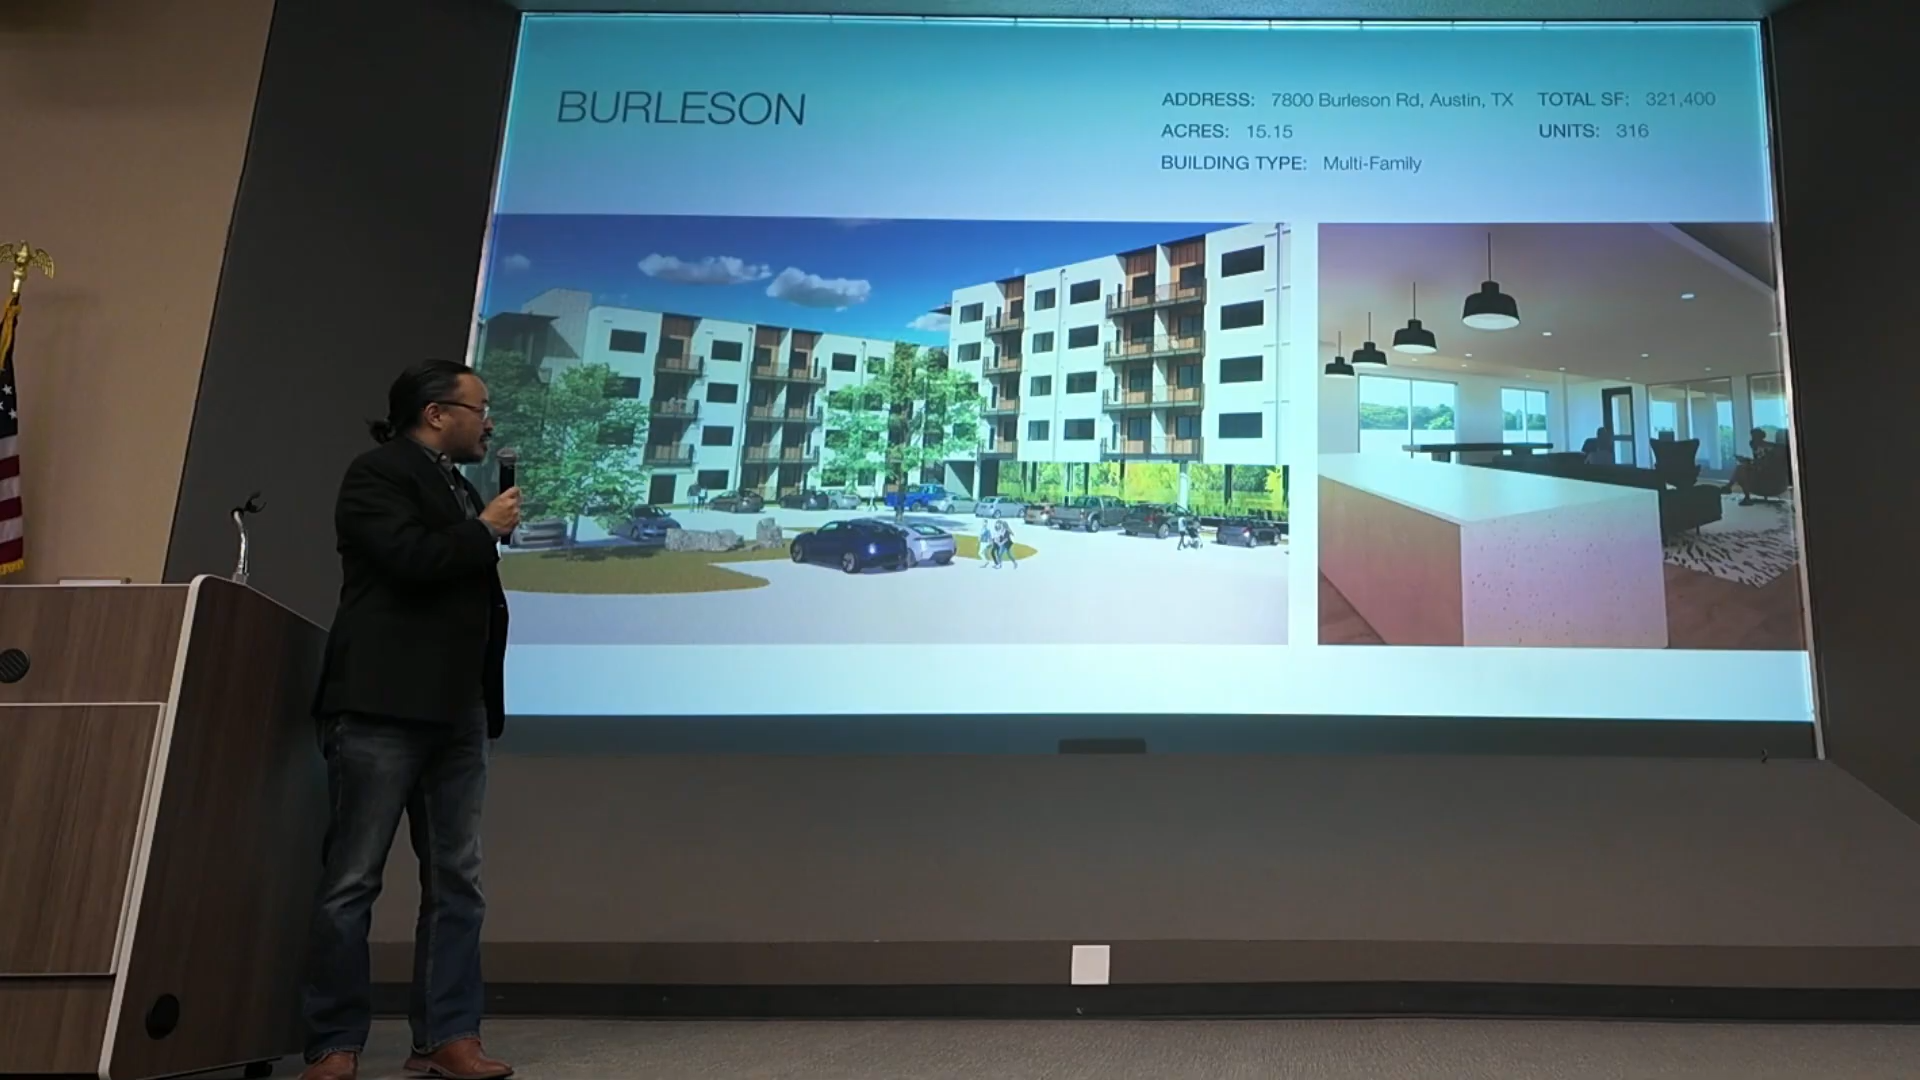 BURLESON
ADDRESS: 7800 Burleson Rd, Austin, TX
ACRES: 15.15
BUILDING TYPE: Multi-Family
TOTAL SF: 321,400
UNITS: 316